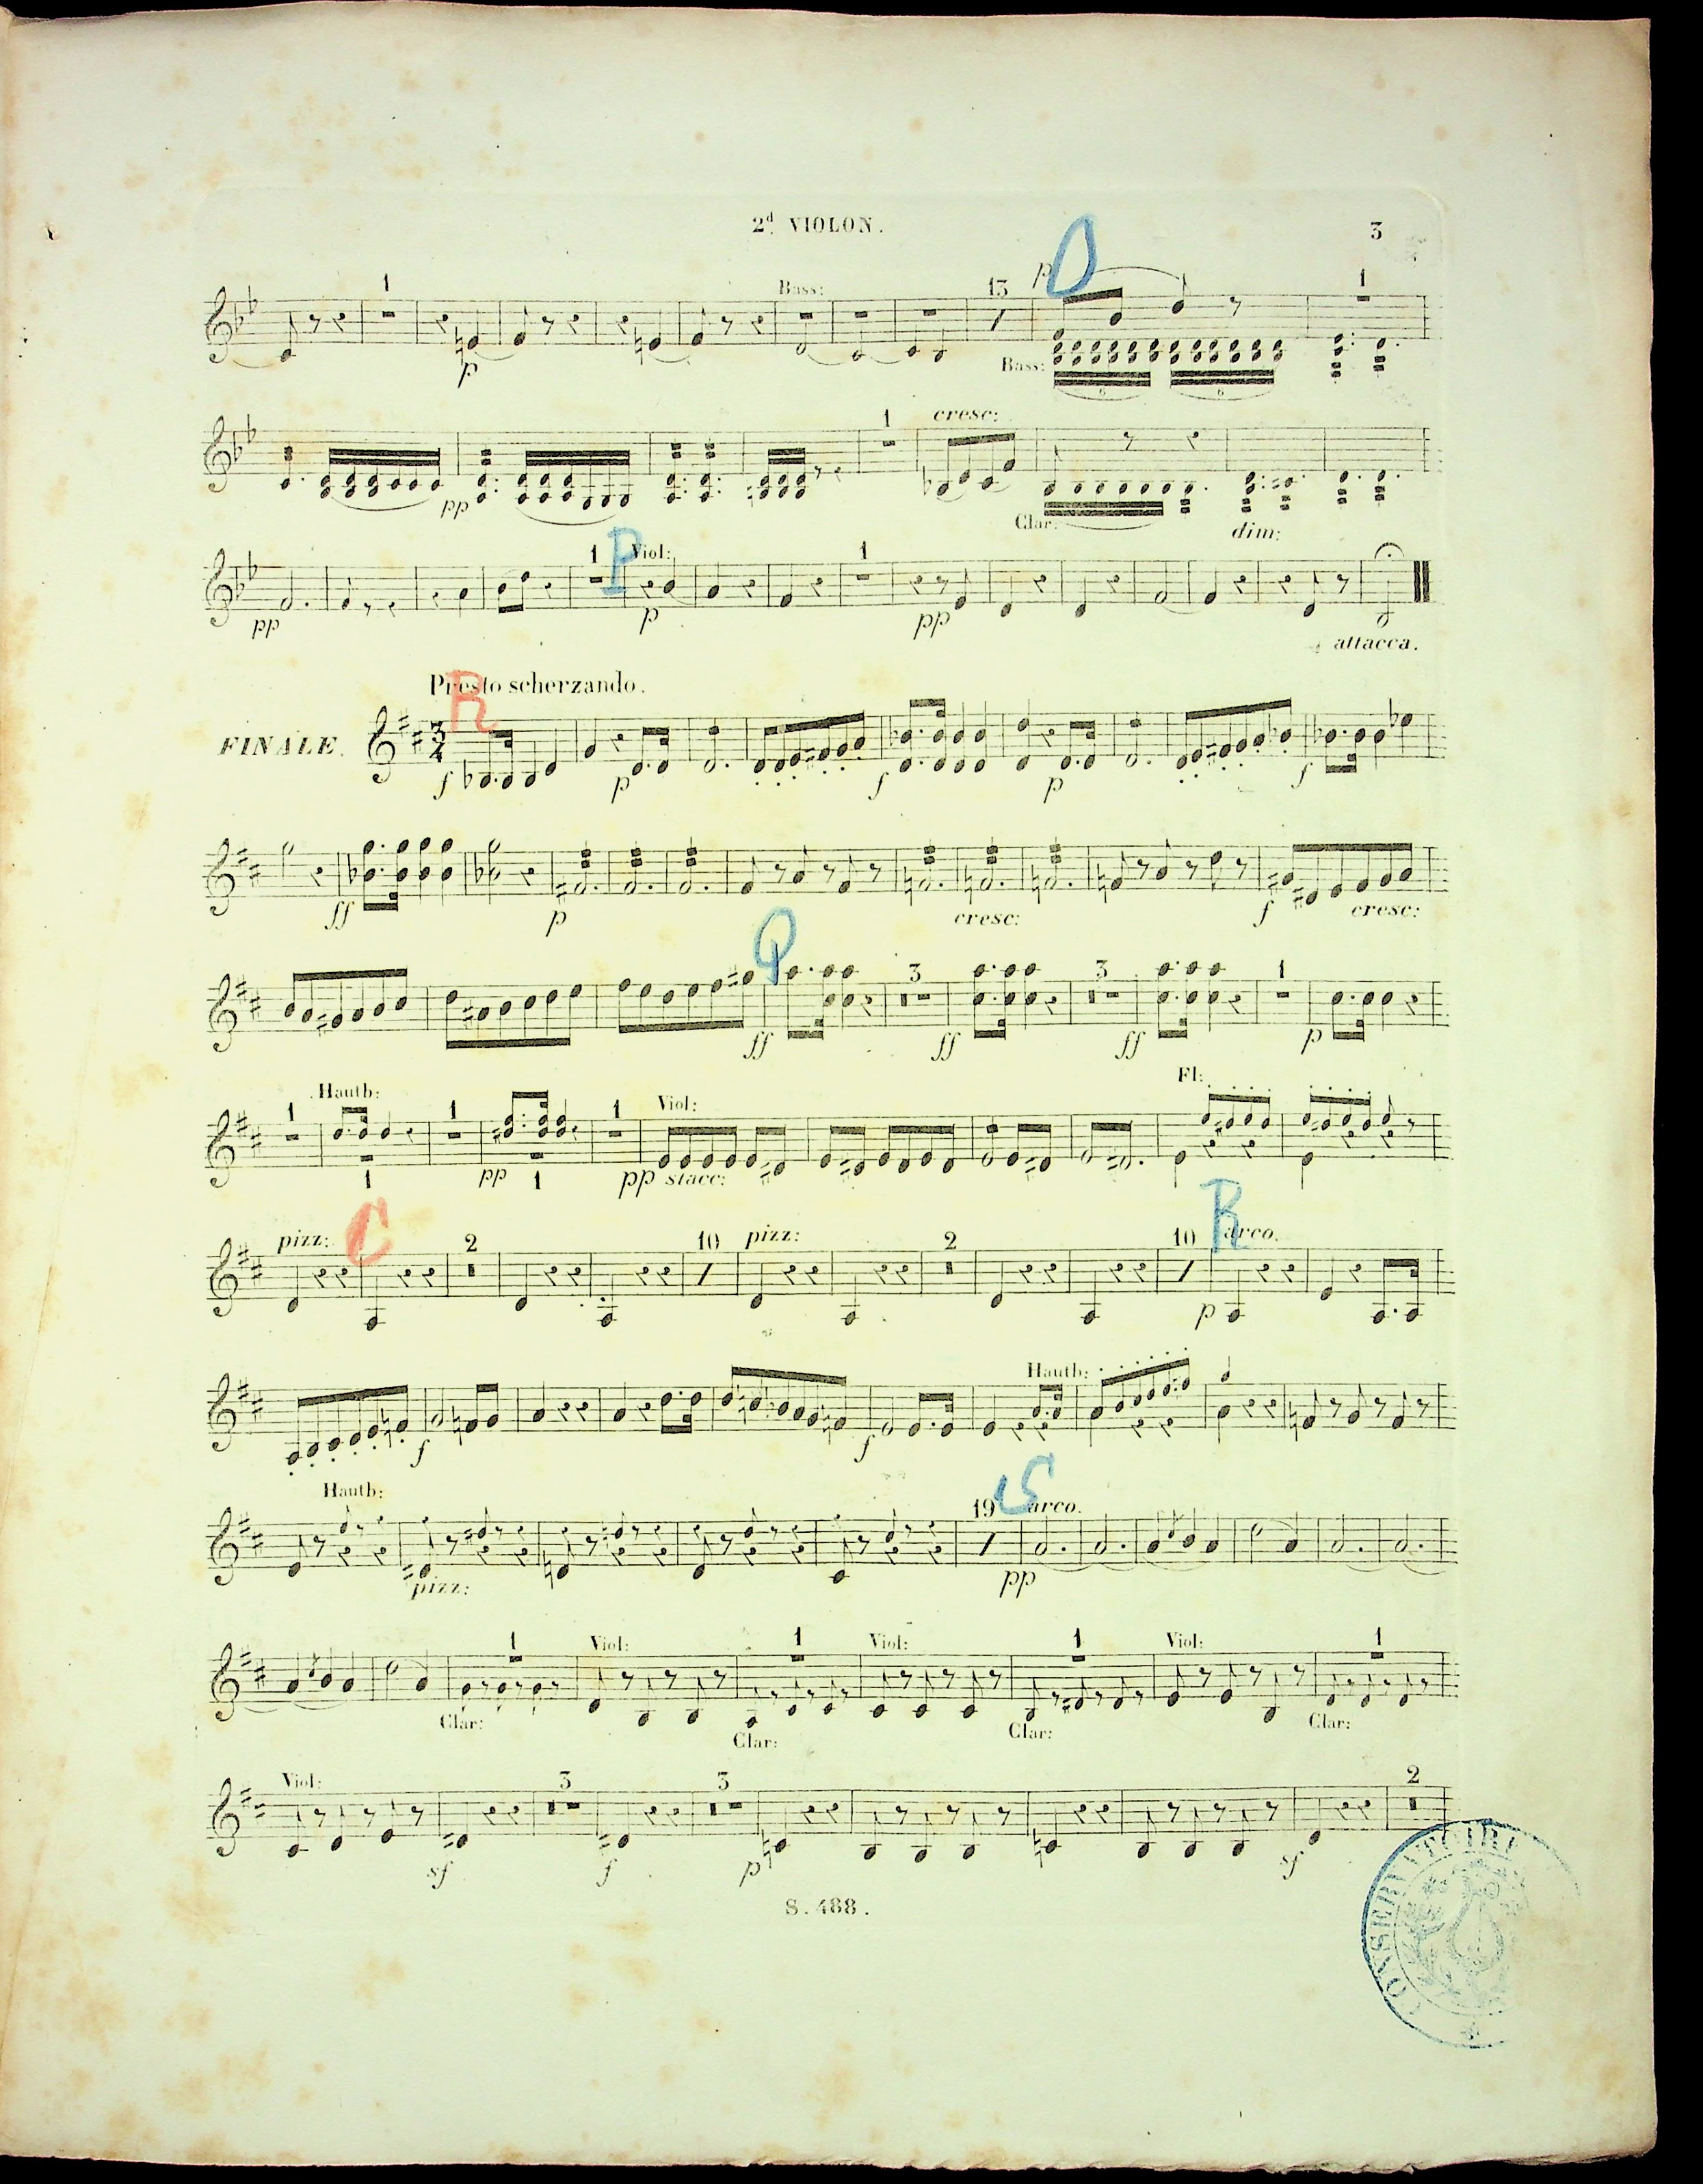 2d. VIOLON. 3
1 Bass: 13 p O 1
p Bass: 6 6
1 cresc:
pp Clar: dim:
1 P Viol: 1
pp p pp attacca.
Presto scherzando. R
FINALE. 3/4
f p f p f
ff p cresc: f cresc:
Q 3 3 1
ff ff ff p
1 Hautb: 1 1 Viol: Fl:
1 pp 1 pp stacc:
pizz: C 2 10 pizz: 2 10 R arco.
p
Hautb:
f f
Hautb: 19 S arco.
pizz: pp
1 Viol: 1 Viol: 1 Viol: 1
Clar: Clar: Clar: Clar:
Viol: 3 3 2
sf f p sf
S. 488.
CONSERVATOIRE